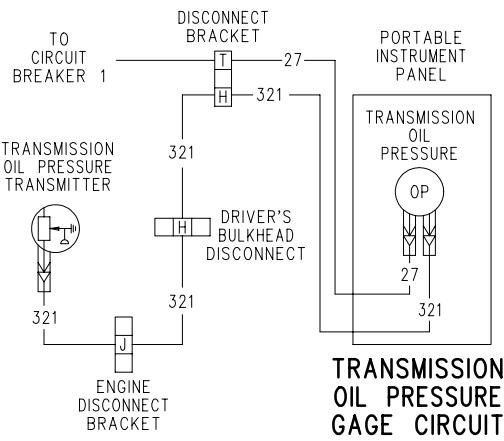 DISCONNECT
BRACKET
TO
CIRCUIT
BREAKER 1
T
27
PORTABLE
INSTRUMENT
PANEL
H
321
TRANSMISSION
OIL
PRESSURE
OP
27
321
TRANSMISSION
OIL PRESSURE
TRANSMITTER
321
H
DRIVER'S
BULKHEAD
DISCONNECT
321
321
J
ENGINE
DISCONNECT
BRACKET
TRANSMISSION
OIL PRESSURE
GAGE CIRCUIT